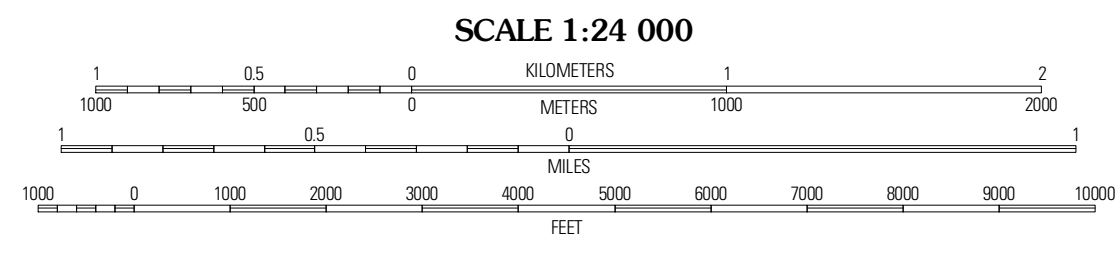 SCALE 1:24 000
1 0.5 0 KILOMETERS 1 2
1000 500 0 METERS 1000 2000
1 0.5 0 1
MILES
1000 0 1000 2000 3000 4000 5000 6000 7000 8000 9000 10000
FEET